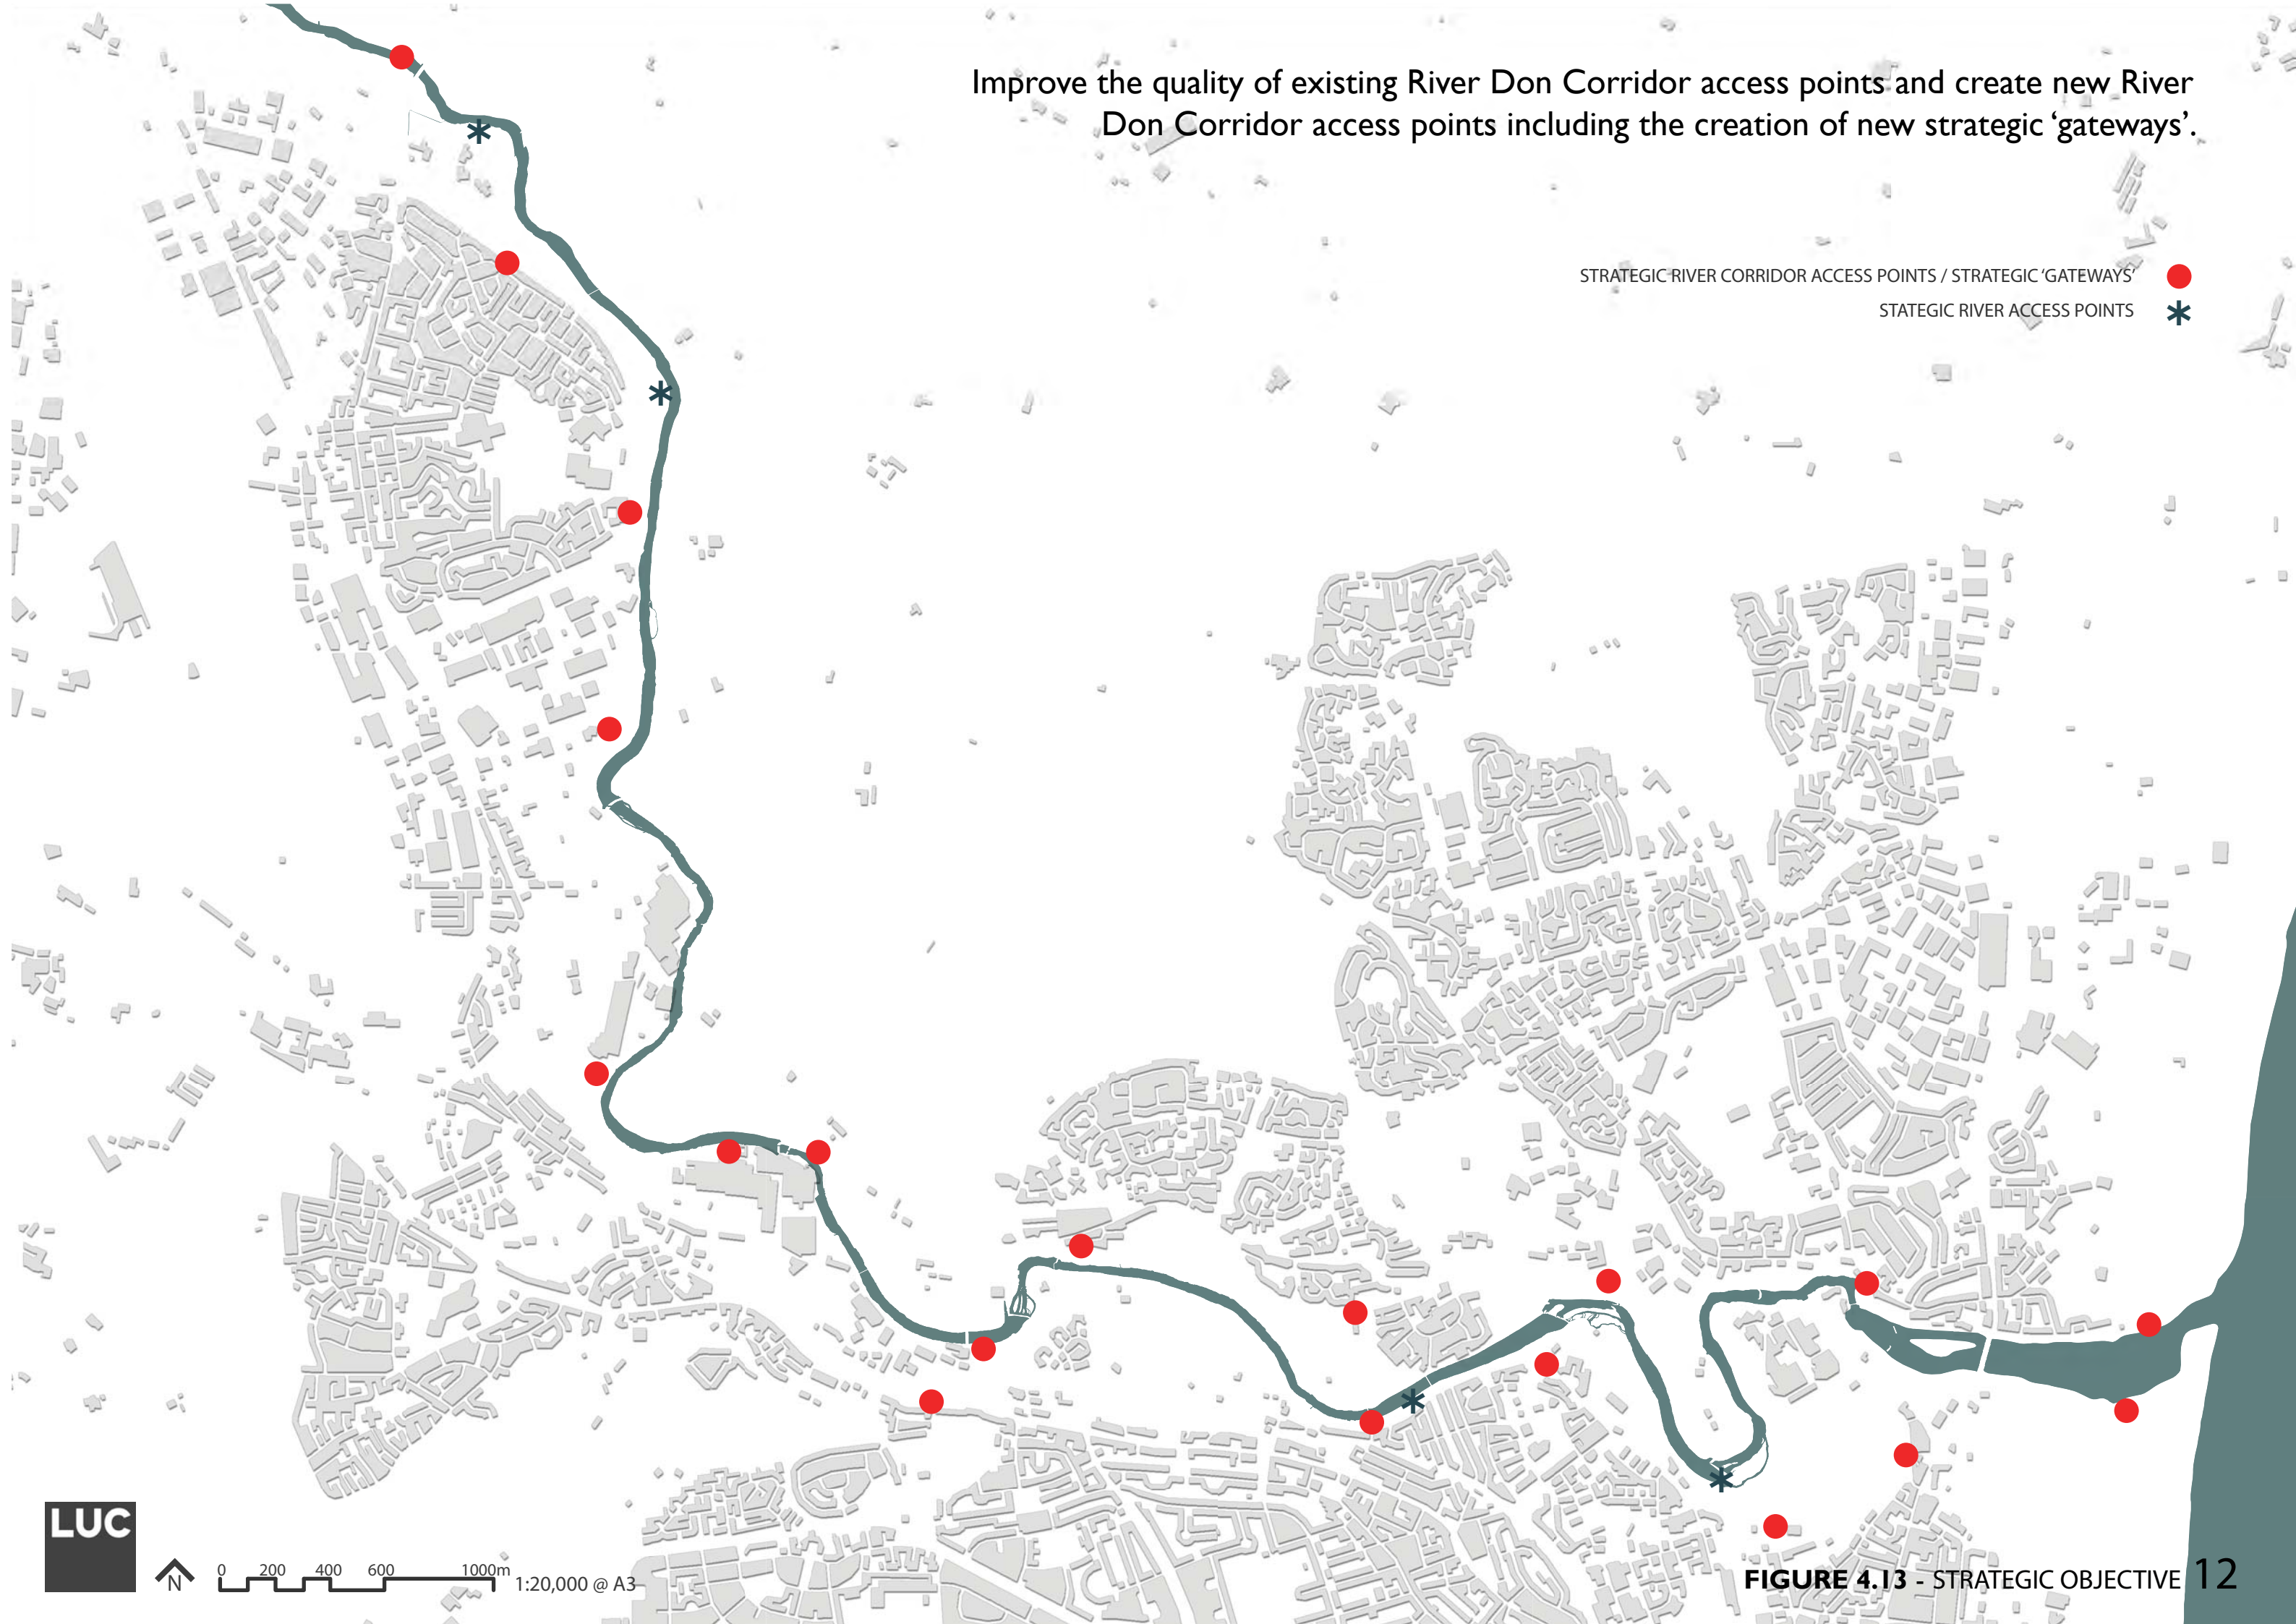 Improve the quality of existing River Don Corridor access points and create new River
Don Corridor access points including the creation of new strategic ‘gateways’.
STRATEGIC RIVER CORRIDOR ACCESS POINTS / STRATEGIC ‘GATEWAYS’
STATEGIC RIVER ACCESS POINTS
LUC
N
0 200 400 600 1000m
1:20,000 @ A3
FIGURE 4.13 - STRATEGIC OBJECTIVE 12